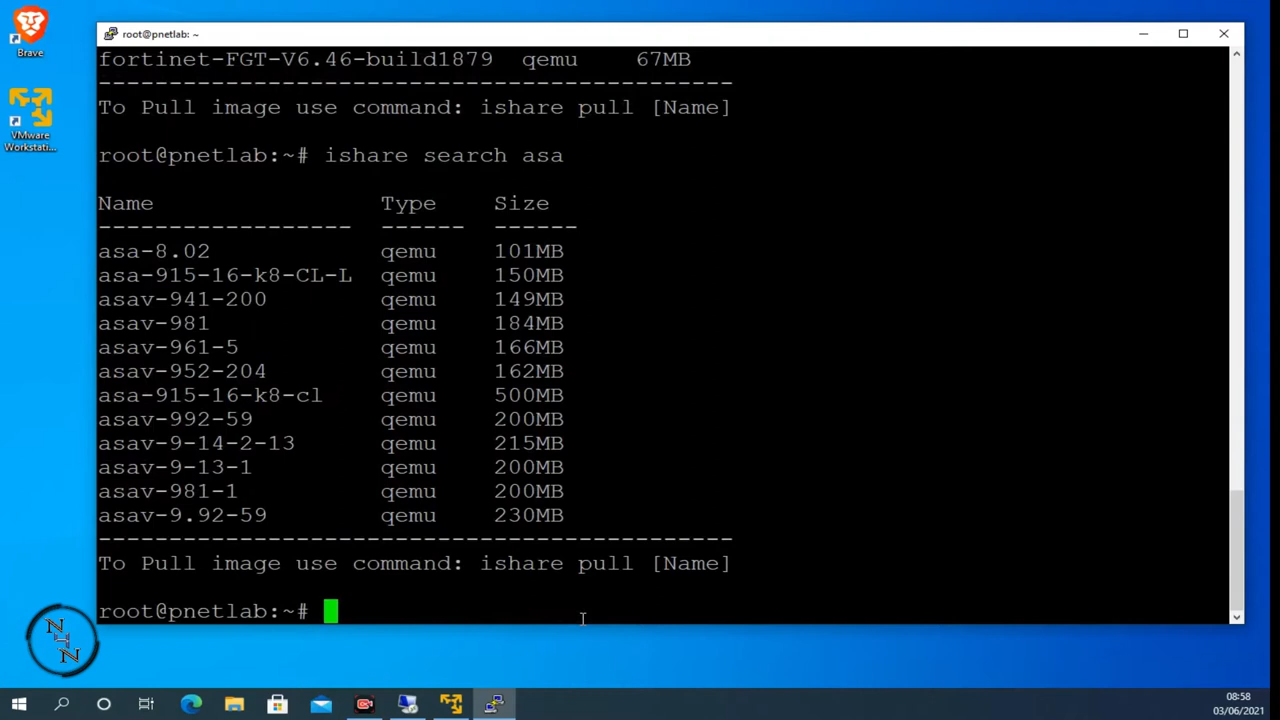 root@pnetlab: ~
Brave
VMware
Workstati...
fortinet-FGT-V6.46-build1879 qemu 67MB
---------------------------------------------
To Pull image use command: ishare pull [Name]
root@pnetlab:~# ishare search asa
Name Type Size
------------------ ------ ------
asa-8.02 qemu 101MB
asa-915-16-k8-CL-L qemu 150MB
asav-941-200 qemu 149MB
asav-981 qemu 184MB
asav-961-5 qemu 166MB
asav-952-204 qemu 162MB
asa-915-16-k8-cl qemu 500MB
asav-992-59 qemu 200MB
asav-9-14-2-13 qemu 215MB
asav-9-13-1 qemu 200MB
asav-981-1 qemu 200MB
asav-9.92-59 qemu 230MB
---------------------------------------------
To Pull image use command: ishare pull [Name]
root@pnetlab:~#
N
H
N
08:58
03/06/2021